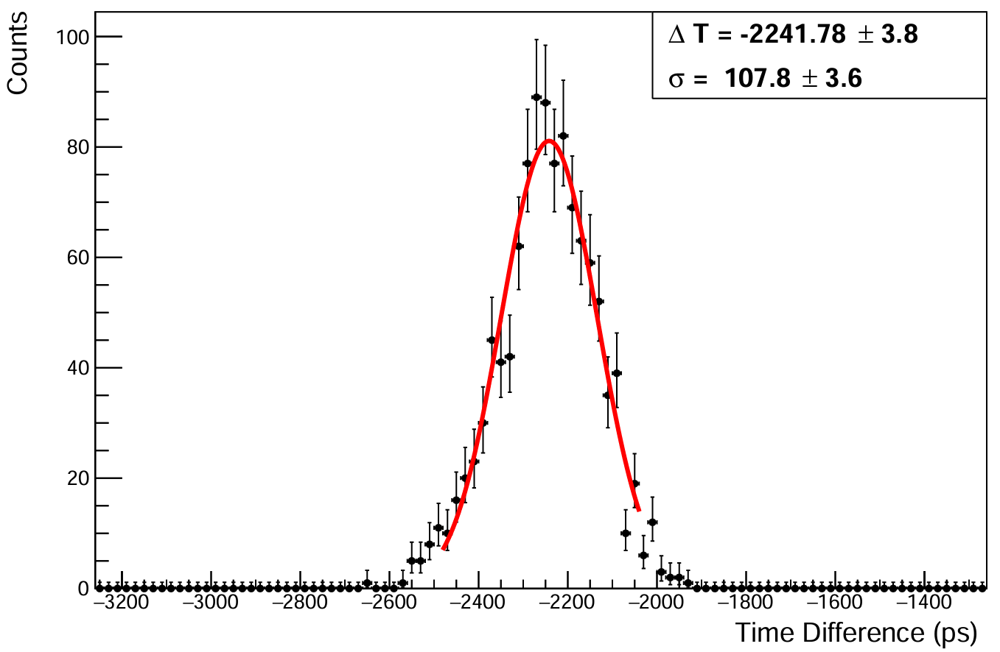 Counts
Δ T = -2241.78 ± 3.8
σ = 107.8 ± 3.6
100
80
60
40
20
0
−3200 −3000 −2800 −2600 −2400 −2200 −2000 −1800 −1600 −1400
Time Difference (ps)